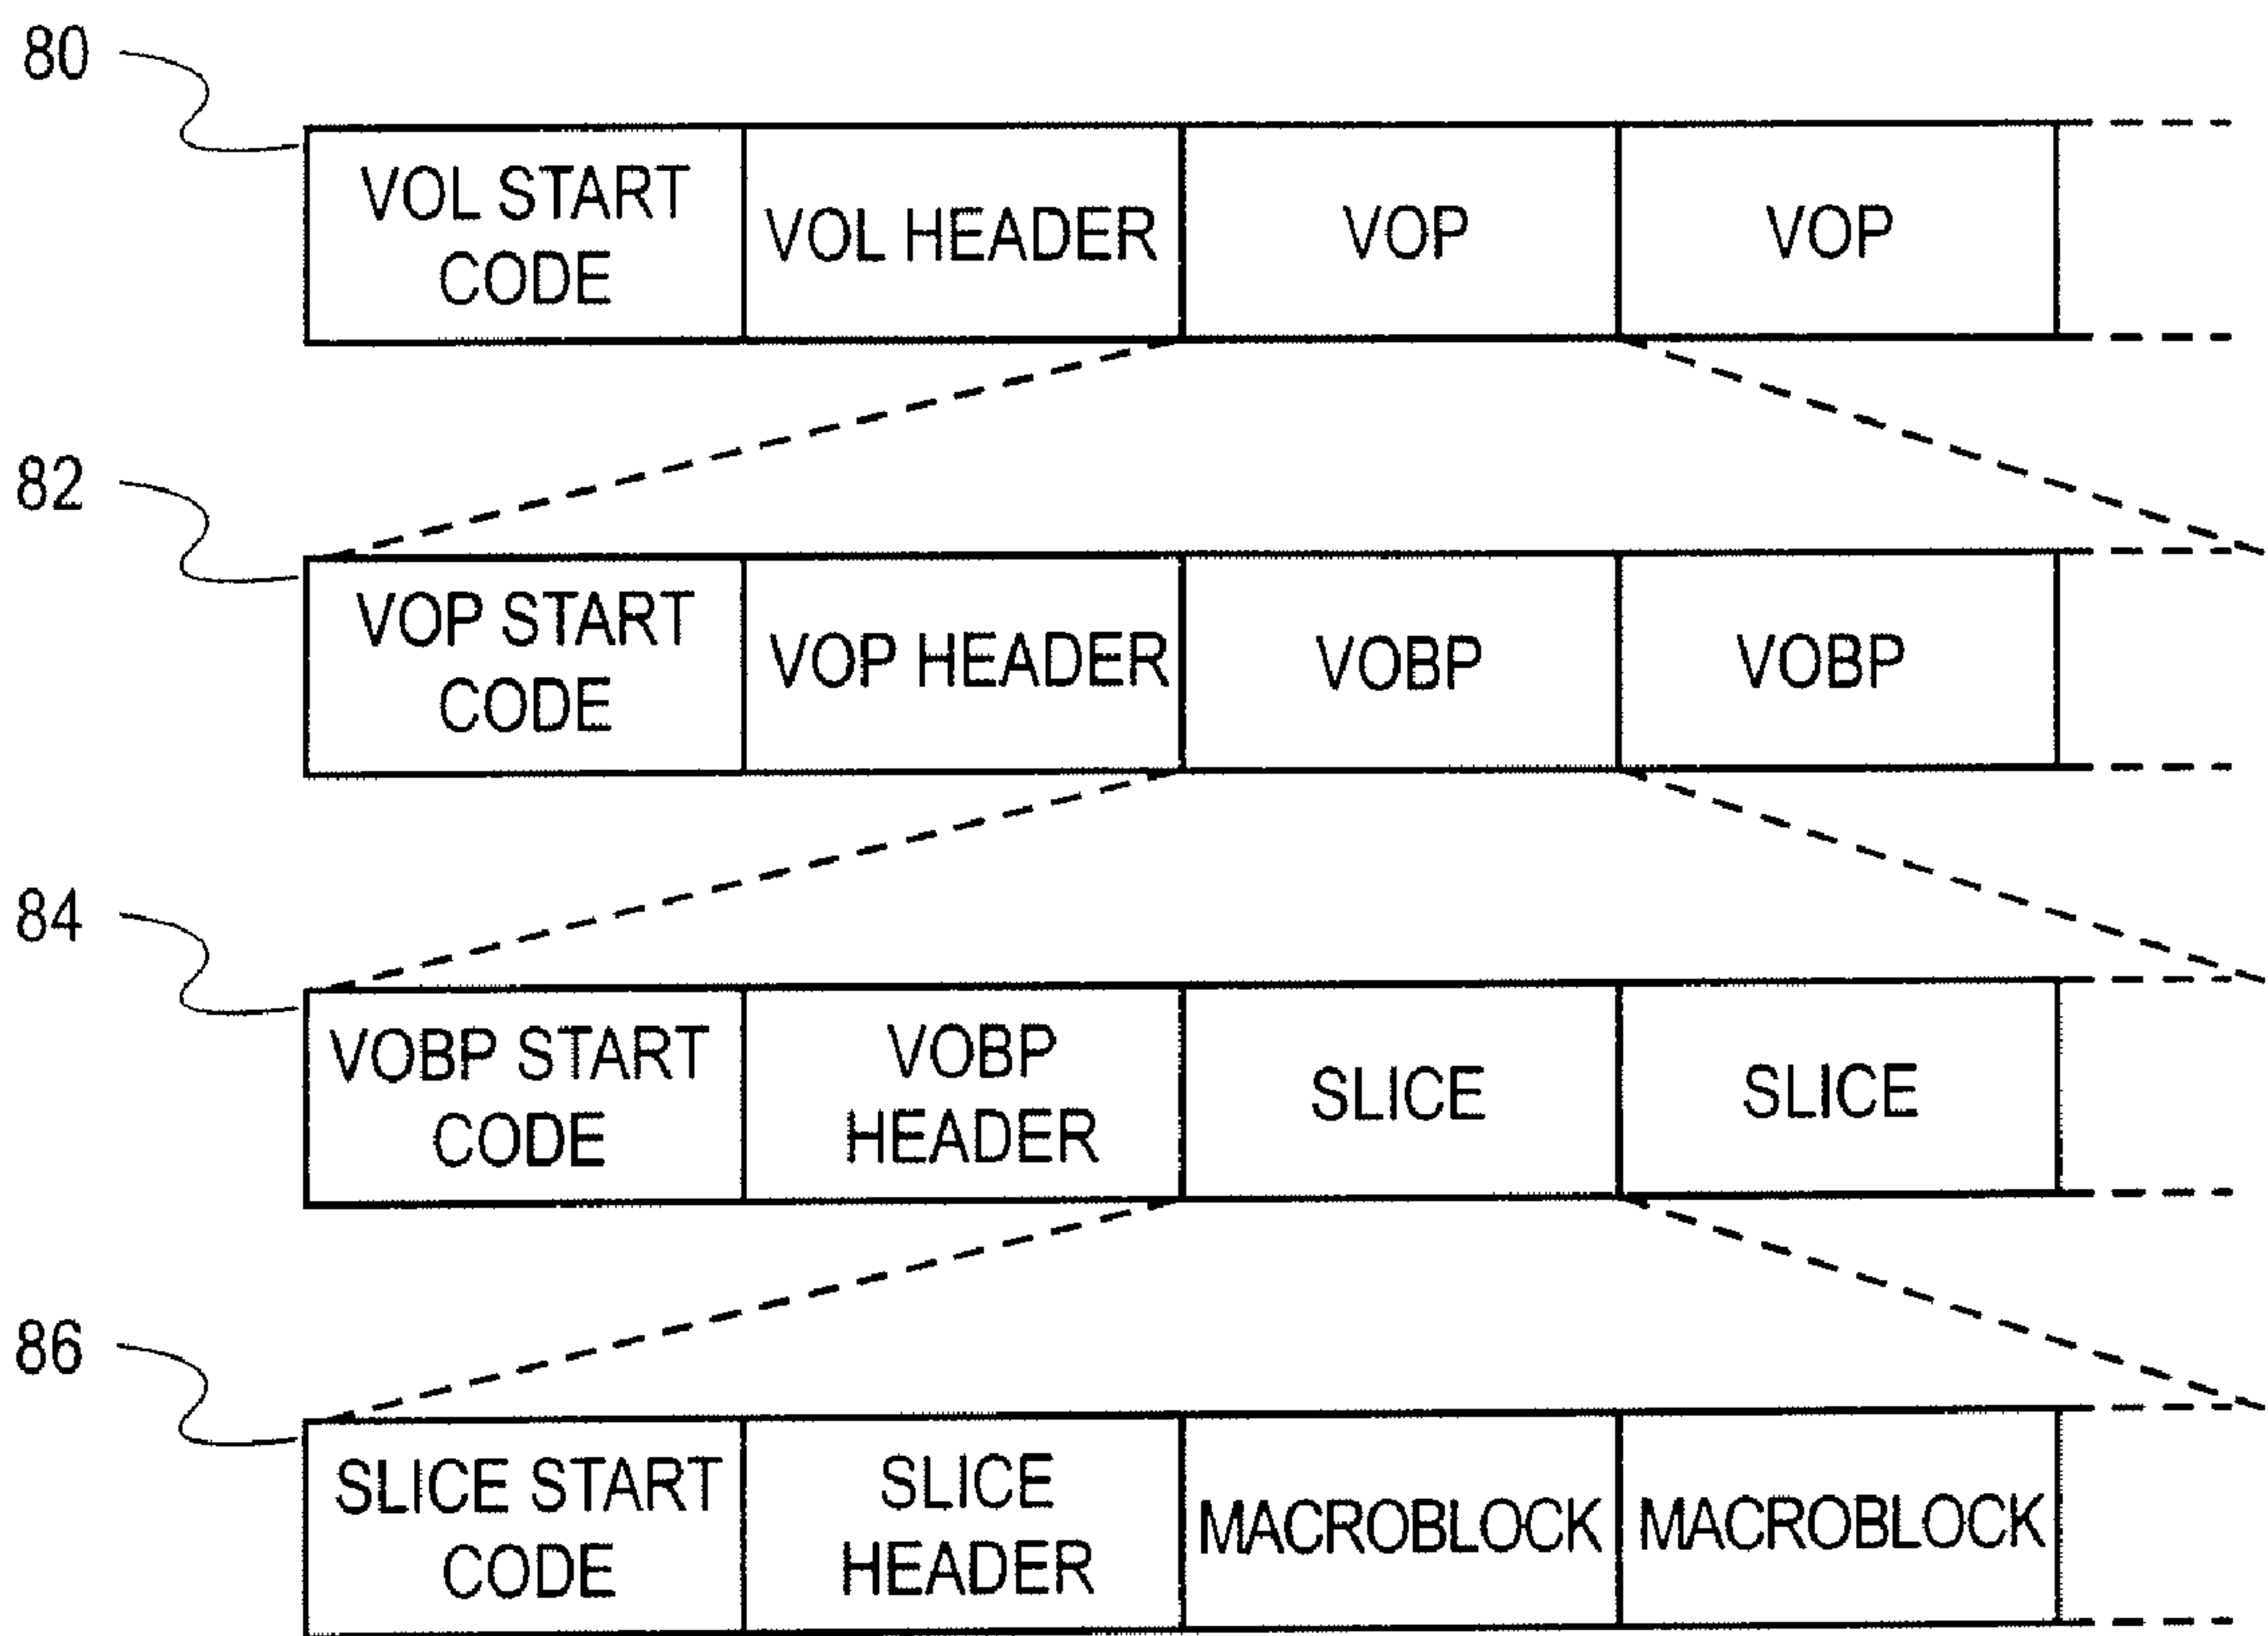 80
VOL START
CODE
VOL HEADER
VOP
VOP
82
VOP START
CODE
VOP HEADER
VOBP
VOBP
84
VOBP START
CODE
VOBP
HEADER
SLICE
SLICE
86
SLICE START
CODE
SLICE
HEADER
MACROBLOCK
MACROBLOCK